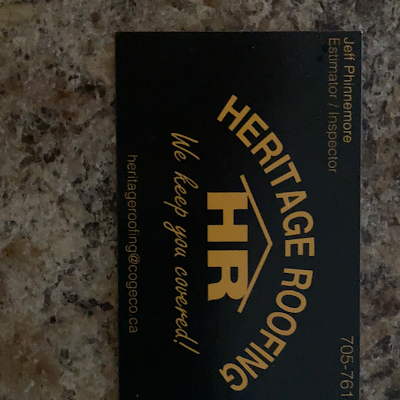 Jeff Phinnemore
Estimator / Inspector
705-761
HERITAGE ROOFING
HR
We keep you covered!
heritageroofing@cogeco.ca